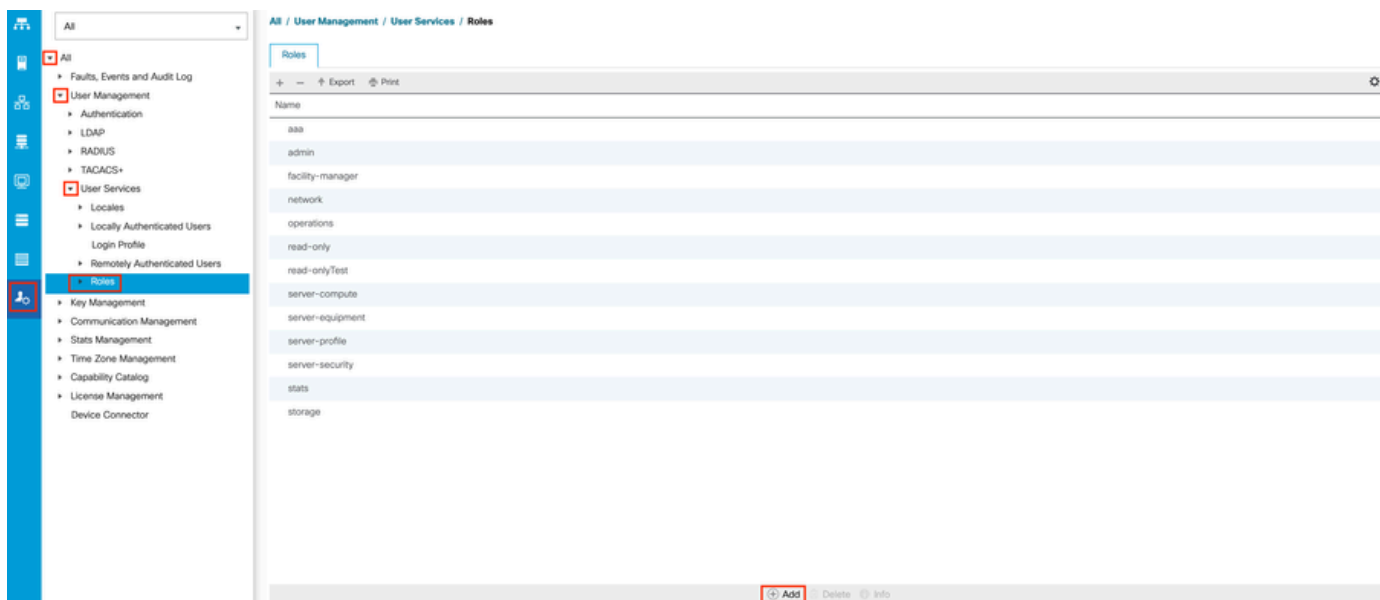 All
All / User Management / User Services / Roles
All
Faults, Events and Audit Log
User Management
Authentication
LDAP
RADIUS
TACACS+
User Services
Locales
Locally Authenticated Users
Login Profile
Remotely Authenticated Users
Roles
Key Management
Communication Management
Stats Management
Time Zone Management
Capability Catalog
License Management
Device Connector
Roles
+ − Export Print
Name
aaa
admin
facility-manager
network
operations
read-only
read-onlyTest
server-compute
server-equipment
server-profile
server-security
stats
storage
Add Delete Info